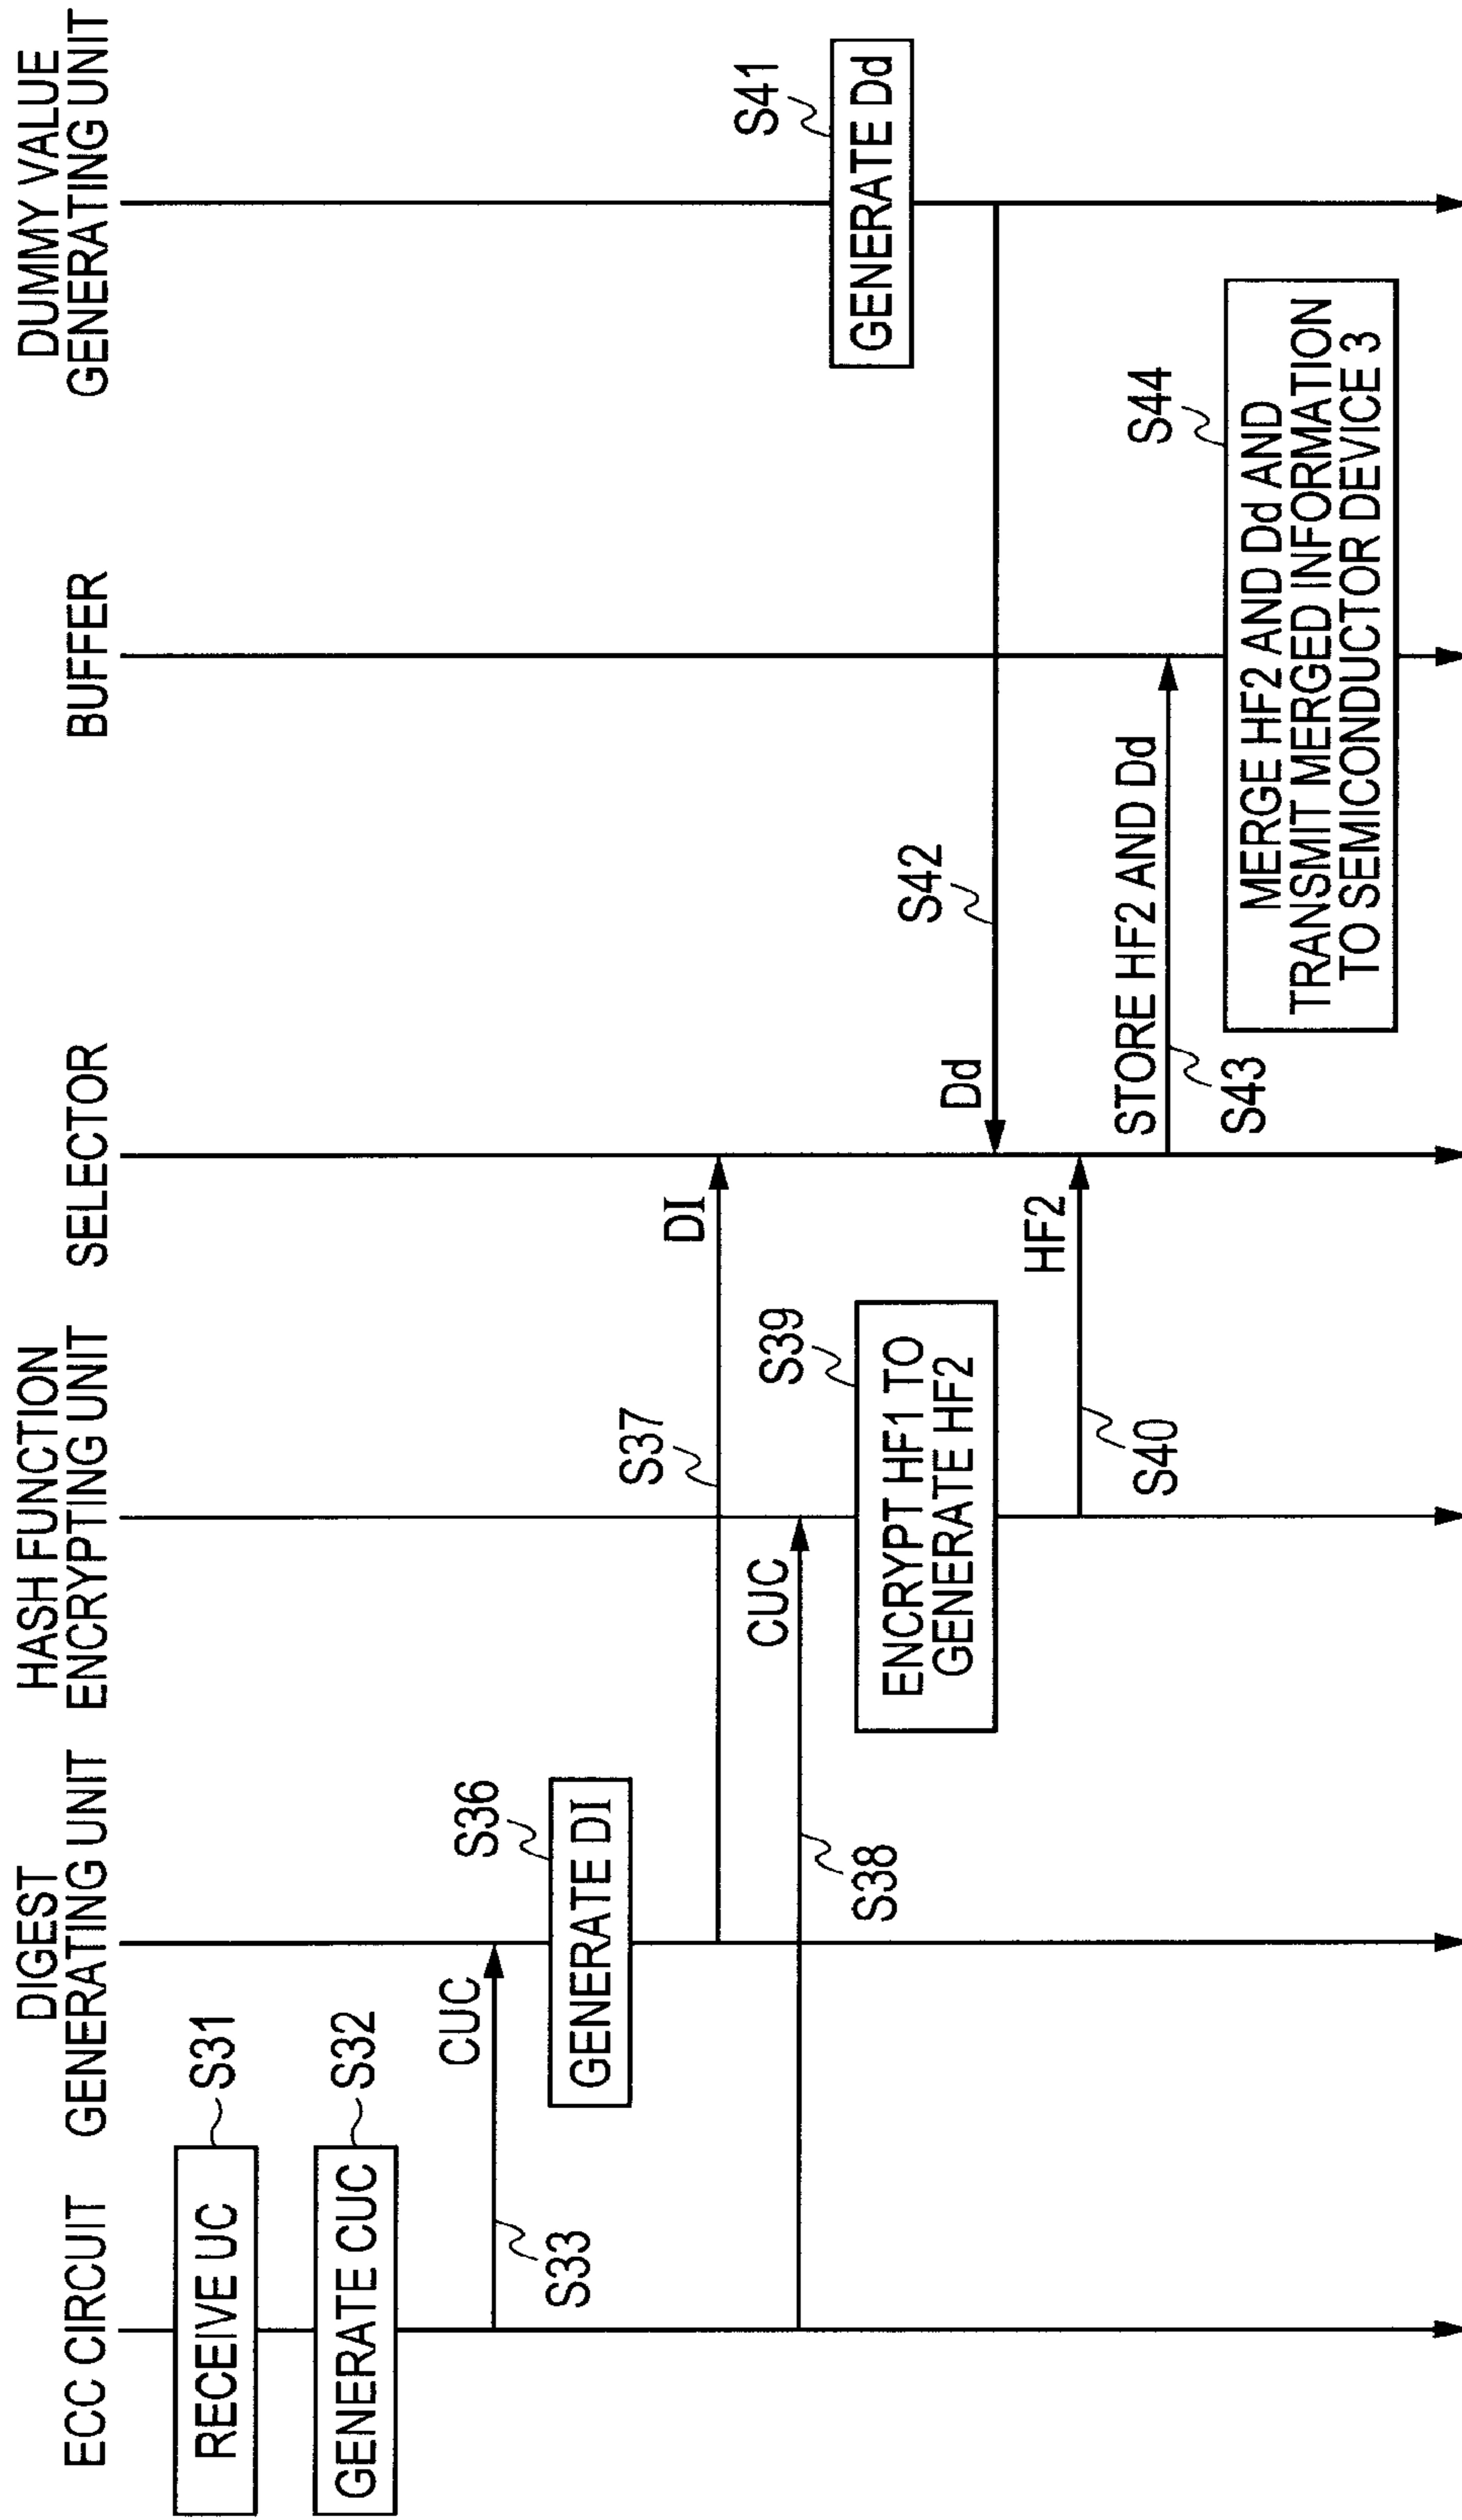 ECC CIRCUIT
DIGEST
GENERATING UNIT
HASH FUNCTION
ENCRYPTING UNIT
SELECTOR
BUFFER
DUMMY VALUE
GENERATING UNIT
RECEIVE UC
S31
GENERATE CUC
S32
CUC
S33
GENERATE DI
S36
DI
S37
CUC
S38
ENCRYPT HF1 TO
GENERATE HF2
S39
GENERATE Dd
S41
Dd
S42
HF2
S40
STORE HF2 AND Dd
S43
MERGE HF2 AND Dd AND
TRANSMIT MERGED INFORMATION
TO SEMICONDUCTOR DEVICE 3
S44